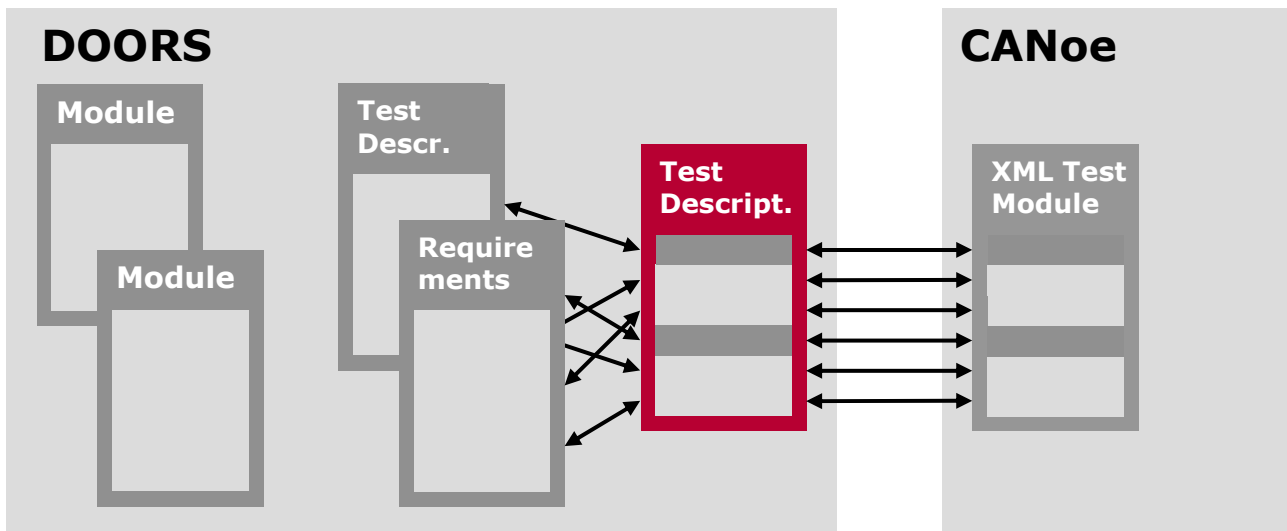 DOORS
CANoe
Module
Test
Descr.
Module
Require
ments
Test
Descript.
XML Test
Module